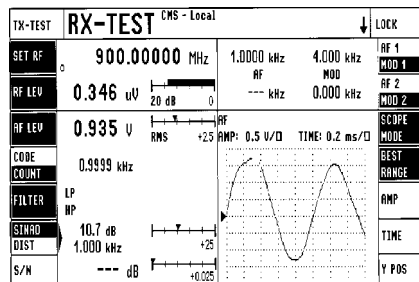 TX-TEST RX-TEST CMS - Local LOCK
SET RF 900.00000 MHz 1.0000 kHz 4.000 kHz AF 1 MOD 1
AF MOD
RF LEV 0.346 uV 20 dB 0 --- kHz 0.000 kHz AF 2 MOD 2
AF LEV 0.935 V RMS +25 AF SCOPE MODE
AMP: 0.5 V/□ TIME: 0.2 ms/□
CODE COUNT 0.9999 kHz BEST RANGE
FILTER LP HP AMP
SINAD DIST 10.7 dB 1.000 kHz +25 TIME
S/N --- dB +0.025 Y POS